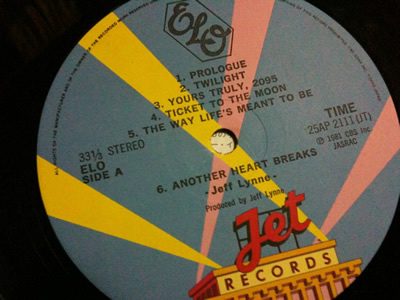 ELO
1. PROLOGUE
2. TWILIGHT
3. YOURS TRULY, 2095
4. TICKET TO THE MOON
5. THE WAY LIFE'S MEANT TO BE
TIME
25AP 2111 (JT)
℗ 1981 CBS Inc.
JASRAC
33⅓ STEREO
ELO
SIDE A
6. ANOTHER HEART BREAKS
-Jeff Lynne-
Produced by Jeff Lynne
Jet
RECORDS